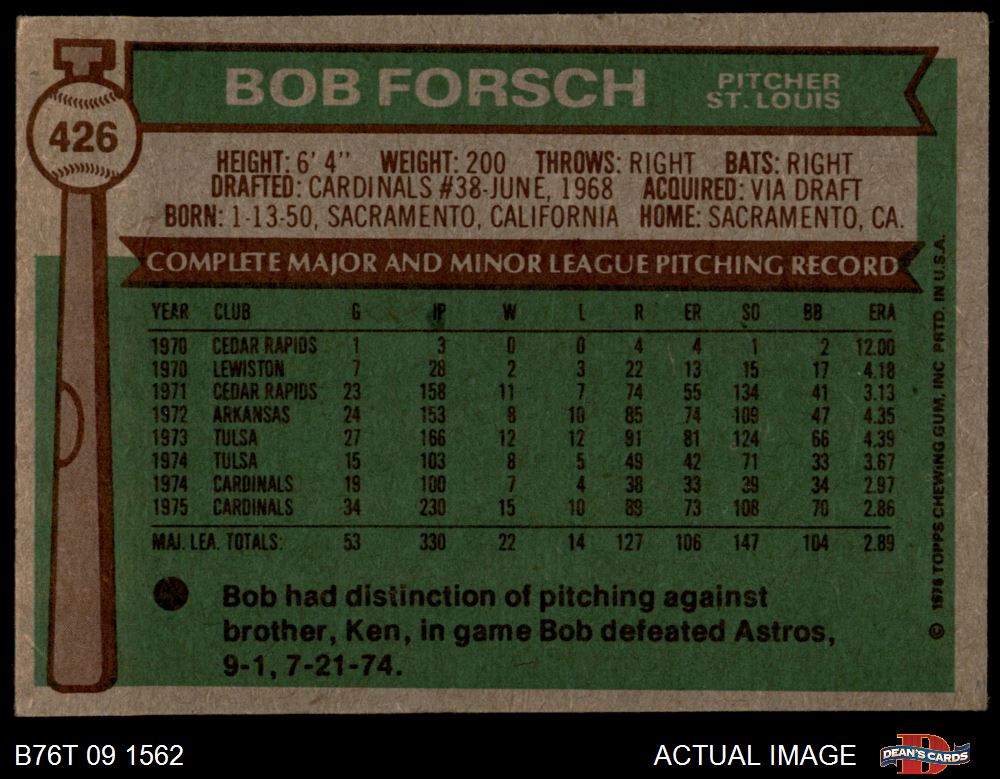 426
BOB FORSCH
PITCHER
ST. LOUIS
HEIGHT: 6' 4" WEIGHT: 200 THROWS: RIGHT BATS: RIGHT
DRAFTED: CARDINALS #38-JUNE, 1968 ACQUIRED: VIA DRAFT
BORN: 1-13-50, SACRAMENTO, CALIFORNIA HOME: SACRAMENTO, CA.
COMPLETE MAJOR AND MINOR LEAGUE PITCHING RECORD
YEAR CLUB G IP W L R ER SO BB ERA
1970 CEDAR RAPIDS 1 3 0 0 4 4 1 2 12.00
1970 LEWISTON 7 28 2 3 22 13 15 17 4.18
1971 CEDAR RAPIDS 23 158 11 7 74 55 134 41 3.13
1972 ARKANSAS 24 153 8 10 85 74 109 47 4.35
1973 TULSA 27 166 12 12 91 81 124 66 4.39
1974 TULSA 15 103 8 5 49 42 71 33 3.67
1974 CARDINALS 19 100 7 4 38 33 39 34 2.97
1975 CARDINALS 34 230 15 10 89 73 108 70 2.86
MAJ. LEA. TOTALS: 53 330 22 14 127 106 147 104 2.89
Bob had distinction of pitching against
brother, Ken, in game Bob defeated Astros,
9-1, 7-21-74.
© 1976 TOPPS CHEWING GUM, INC PRTD. IN U.S.A.
B76T 09 1562
ACTUAL IMAGE
DEAN'S CARDS